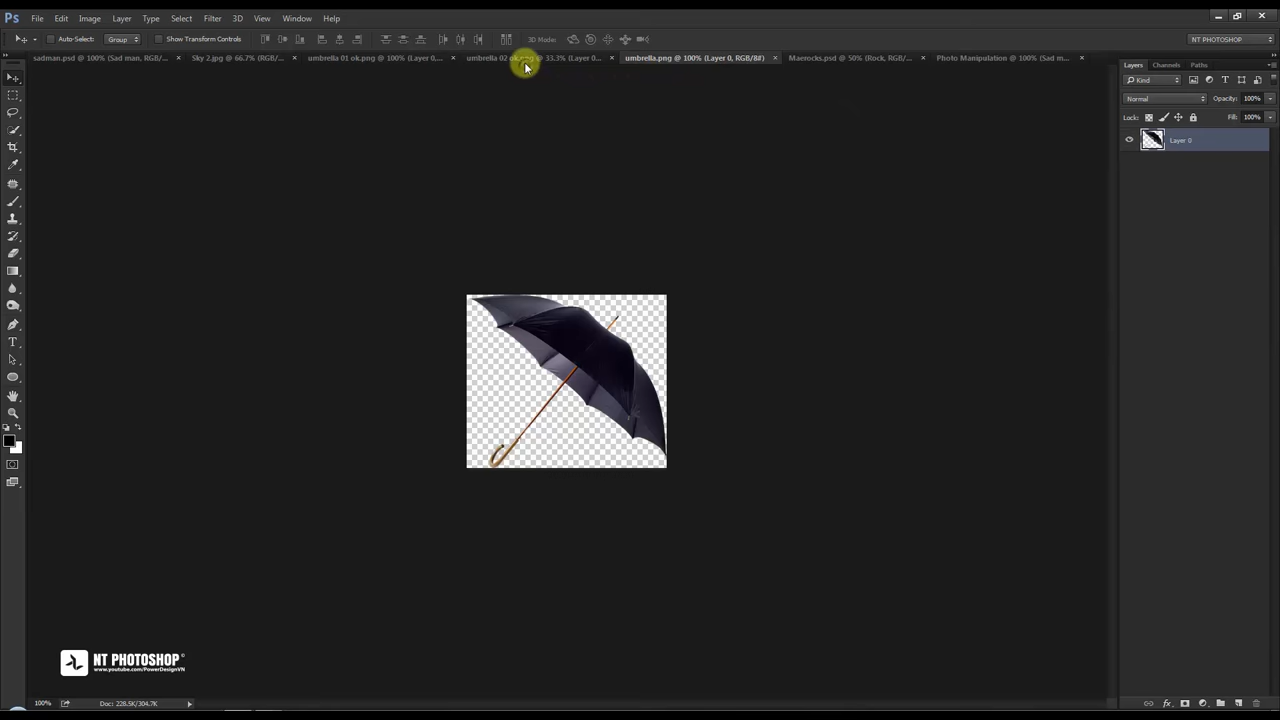 Ps File Edit Image Layer Type Select Filter 3D View Window Help
Auto-Select: Group Show Transform Controls 3D Mode: NT PHOTOSHOP
sadman.psd @ 100% (Sad man, RGB/... × Sky 2.jpg @ 66.7% (RGB/... × umbrella 01 ok.png @ 100% (Layer 0,... × umbrella 02 ok.png @ 33.3% (Layer 0... × umbrella.png @ 100% (Layer 0, RGB/8#) × Maerocks.psd @ 50% (Rock, RGB/... × Photo Manipulation @ 100% (Sad m... ×
Layers Channels Paths
Kind
Normal Opacity: 100%
Lock: Fill: 100%
Layer 0
NT PHOTOSHOP ©
www.youtube.com/PowerDesignVN
100% Doc: 228.5K/304.7K